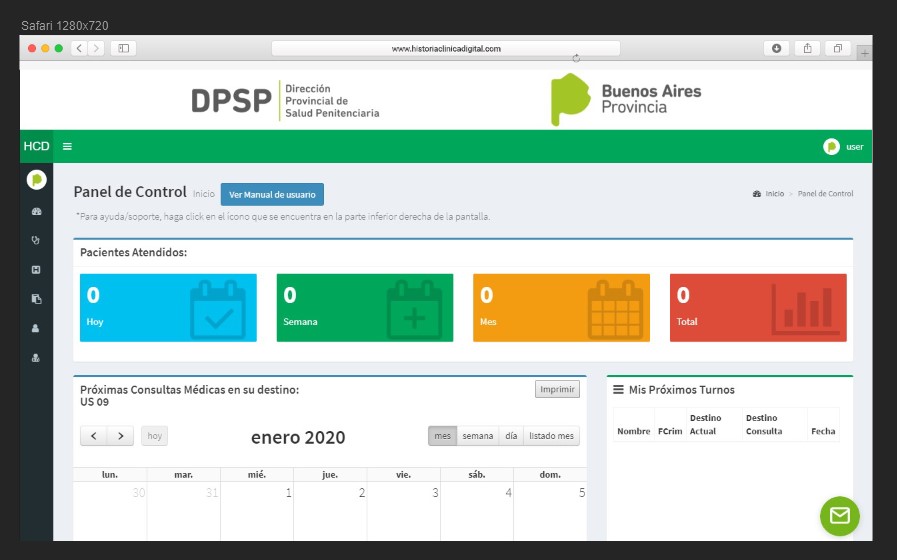 Safari 1280x720
www.historiaclinicadigital.com
DPSP
Dirección
Provincial de
Salud Penitenciaria
Buenos Aires
Provincia
HCD
user
Panel de Control Inicio Ver Manual de usuario
Inicio > Panel de Control
*Para ayuda/soporte, haga click en el ícono que se encuentra en la parte inferior derecha de la pantalla.
Pacientes Atendidos:
0
Hoy
0
Semana
0
Mes
0
Total
Próximas Consultas Médicas en su destino:
US 09
Imprimir
hoy
enero 2020
mes semana día listado mes
lun. mar. mié. jue. vie. sáb. dom.
30 31 1 2 3 4 5
Mis Próximos Turnos
Nombre FCrim Destino Actual Destino Consulta Fecha